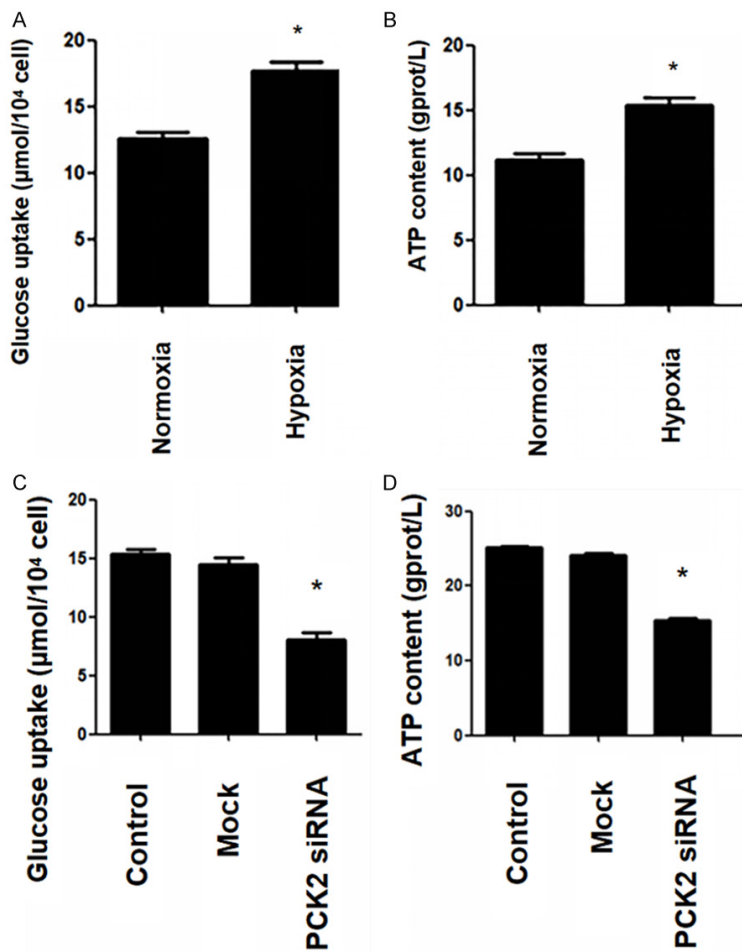 A
Glucose uptake (µmol/10⁴ cell)
20
15
10
5
0
*
Normoxia
Hypoxia
B
ATP content (gprot/L)
20
15
10
5
0
*
Normoxia
Hypoxia
C
Glucose uptake (µmol/10⁴ cell)
20
15
10
5
0
*
Control
Mock
PCK2 siRNA
D
ATP content (gprot/L)
30
20
10
0
*
Control
Mock
PCK2 siRNA